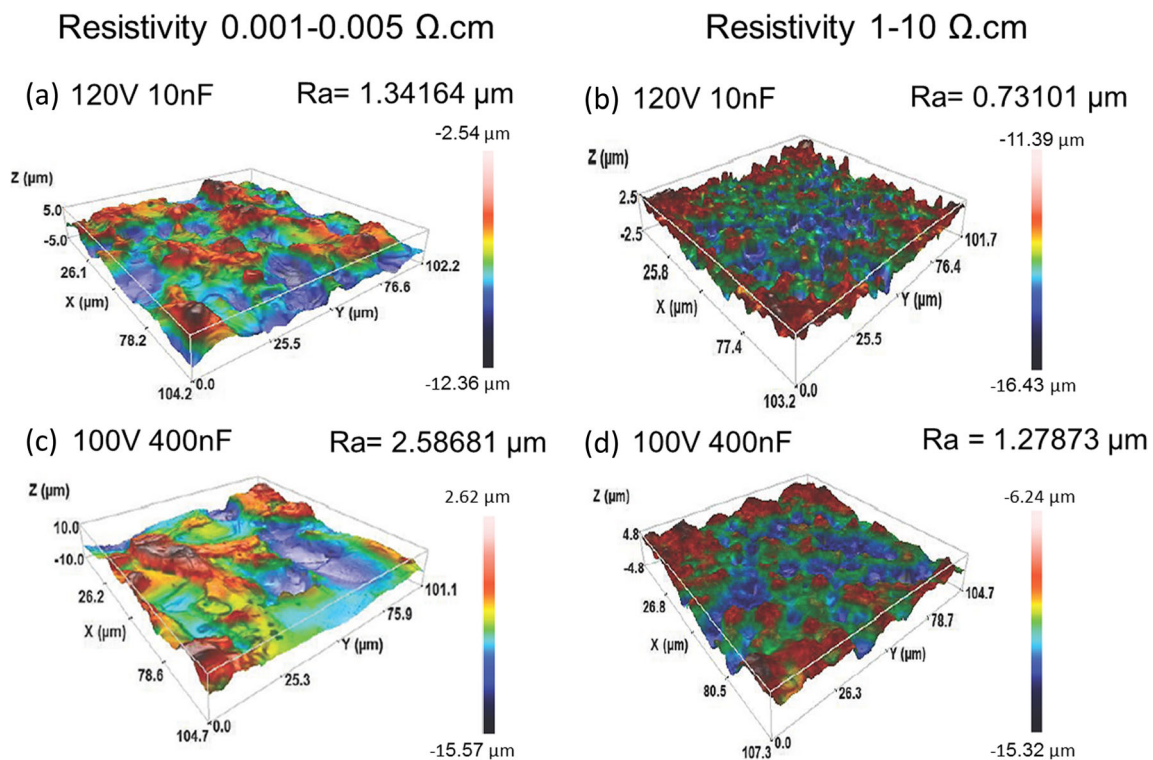 Resistivity 0.001-0.005 Ω.cm
Resistivity 1-10 Ω.cm
(a) 120V 10nF
Ra= 1.34164 µm
-2.54 µm
Z (µm)
5.0
-5.0
26.1
X (µm)
78.2
104.2
0.0
25.5
Y (µm)
76.6
102.2
-12.36 µm
(b) 120V 10nF
Ra= 0.73101 µm
-11.39 µm
Z (µm)
2.5
-2.5
25.8
X (µm)
77.4
103.2
0.0
25.5
Y (µm)
76.4
101.7
-16.43 µm
(c) 100V 400nF
Ra= 2.58681 µm
2.62 µm
Z (µm)
10.0
-10.0
26.2
X (µm)
78.6
104.7
0.0
25.3
Y (µm)
75.9
101.1
-15.57 µm
(d) 100V 400nF
Ra = 1.27873 µm
-6.24 µm
Z (µm)
4.8
-4.8
26.8
X (µm)
80.5
107.3
0.0
26.3
Y (µm)
78.7
104.7
-15.32 µm